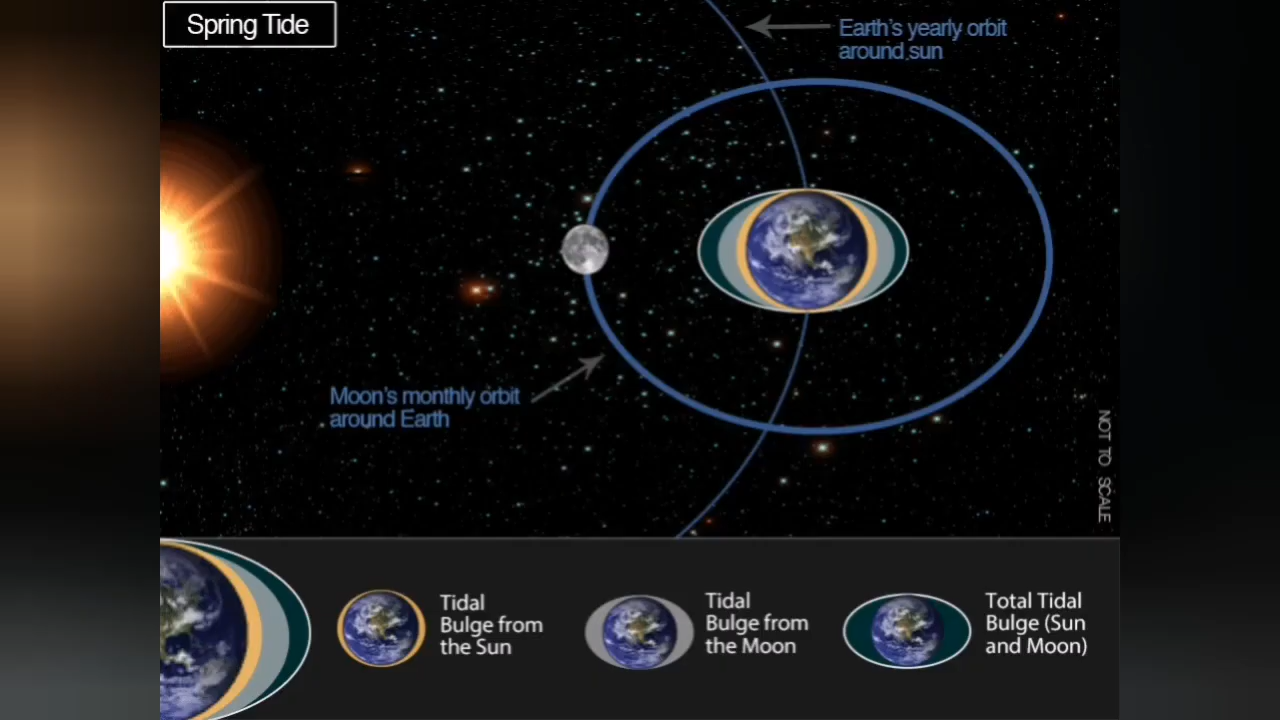 Spring Tide
Earth's yearly orbit
around sun
Moon's monthly orbit
around Earth
NOT TO SCALE
Tidal
Bulge from
the Sun
Tidal
Bulge from
the Moon
Total Tidal
Bulge (Sun
and Moon)